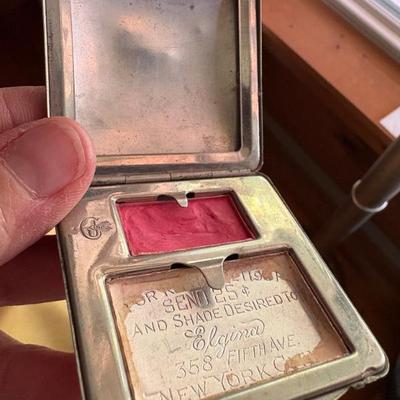 SEND 25¢
AND SHADE DESIRED TO
Elgina
358 FIFTH AVE.
NEW YORK